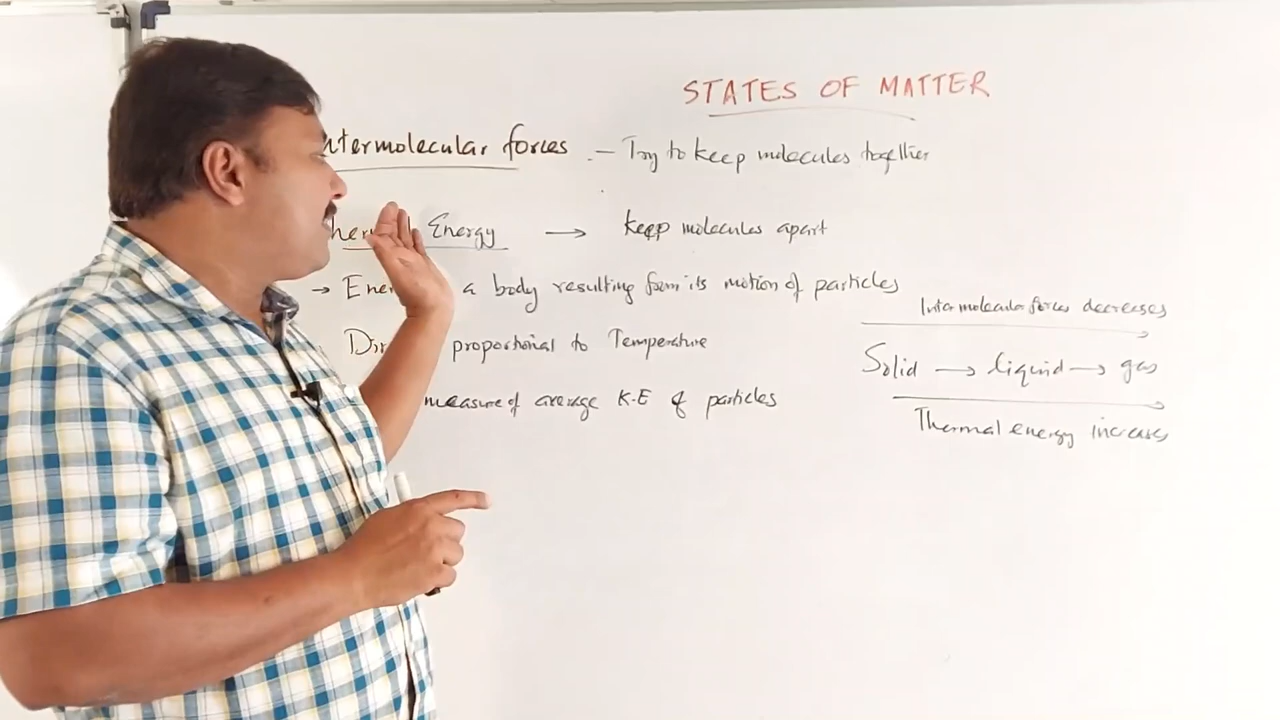 STATES OF MATTER
ntermolecular forces - Try to keep molecules together
her l Energy → keep molecules apart
→ Ene a body resulting form its motion of particles
Dir proportional to Temperature
measure of average K.E of particles
Intermolecular forces decreases
Solid → liquid → gas
Thermal energy increases